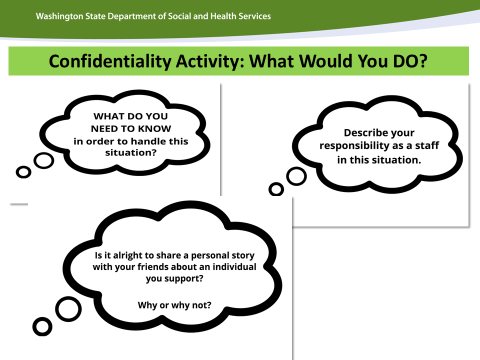 Washington State Department of Social and Health Services
Confidentiality Activity: What Would You DO?
WHAT DO YOU
NEED TO KNOW
in order to handle this
situation?
Describe your
responsibility as a staff
in this situation.
Is it alright to share a personal story
with your friends about an individual
you support?
Why or why not?